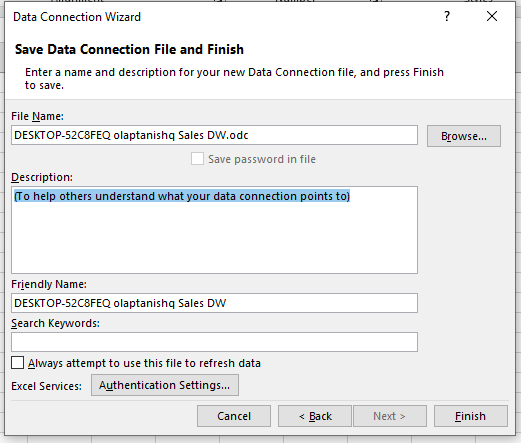 Data Connection Wizard
?
Save Data Connection File and Finish
Enter a name and description for your new Data Connection file, and press Finish
to save.
File Name:
DESKTOP-52C8FEQ olaptanishq Sales DW.odc
Browse...
Save password in file
Description:
(To help others understand what your data connection points to)
Friendly Name:
DESKTOP-52C8FEQ olaptanishq Sales DW
Search Keywords:
Always attempt to use this file to refresh data
Excel Services: Authentication Settings...
Cancel < Back Next > Finish